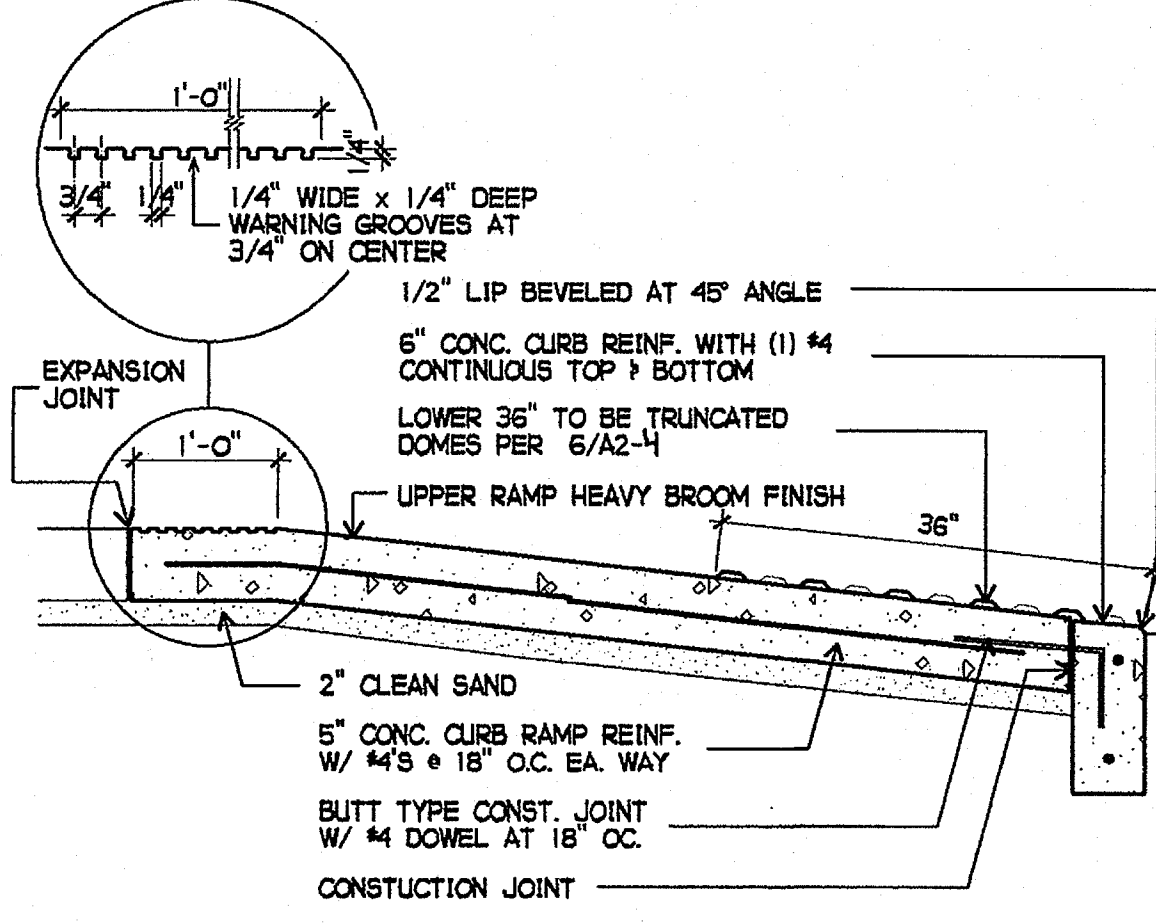 1'-0"
1/4"
3/4"
1/4"
1/4" WIDE x 1/4" DEEP
WARNING GROOVES AT
3/4" ON CENTER
1/2" LIP BEVELED AT 45° ANGLE
6" CONC. CURB REINF. WITH (1) #4
CONTINUOUS TOP & BOTTOM
EXPANSION
JOINT
LOWER 36" TO BE TRUNCATED
DOMES PER 6/A2-4
1'-0"
UPPER RAMP HEAVY BROOM FINISH
36"
2" CLEAN SAND
5" CONC. CURB RAMP REINF.
W/ #4'S @ 18" O.C. EA. WAY
BUTT TYPE CONST. JOINT
W/ #4 DOWEL AT 18" OC.
CONSTUCTION JOINT